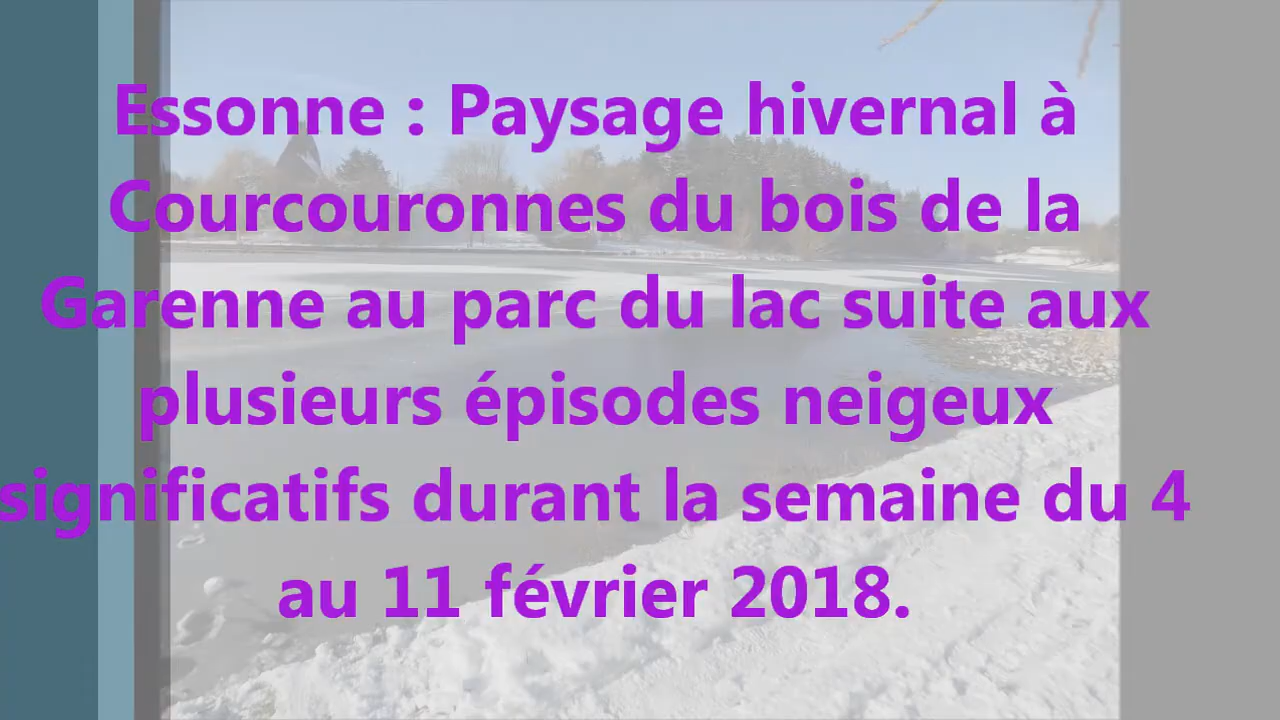 Essonne : Paysage hivernal à
Courcouronnes du bois de la
Garenne au parc du lac suite aux
plusieurs épisodes neigeux
significatifs durant la semaine du 4
au 11 février 2018.